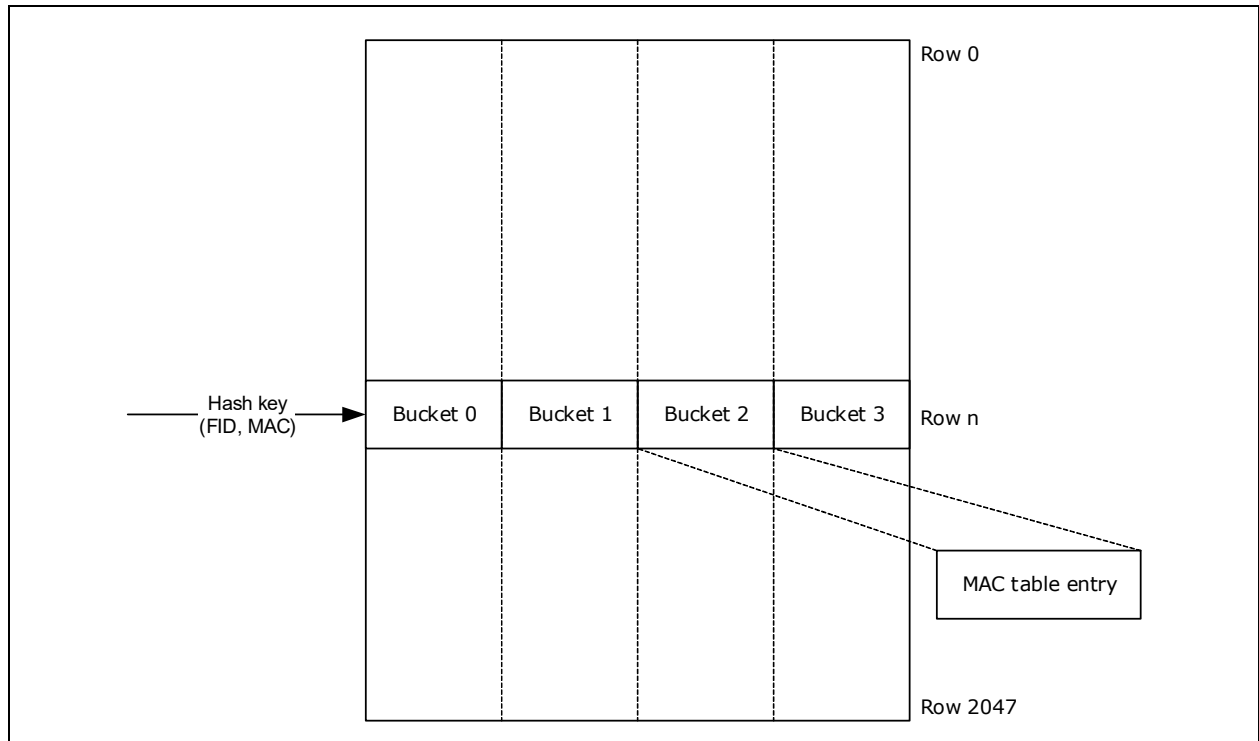 Row 0
Hash key
(FID, MAC)
Bucket 0 Bucket 1 Bucket 2 Bucket 3 Row n
MAC table entry
Row 2047